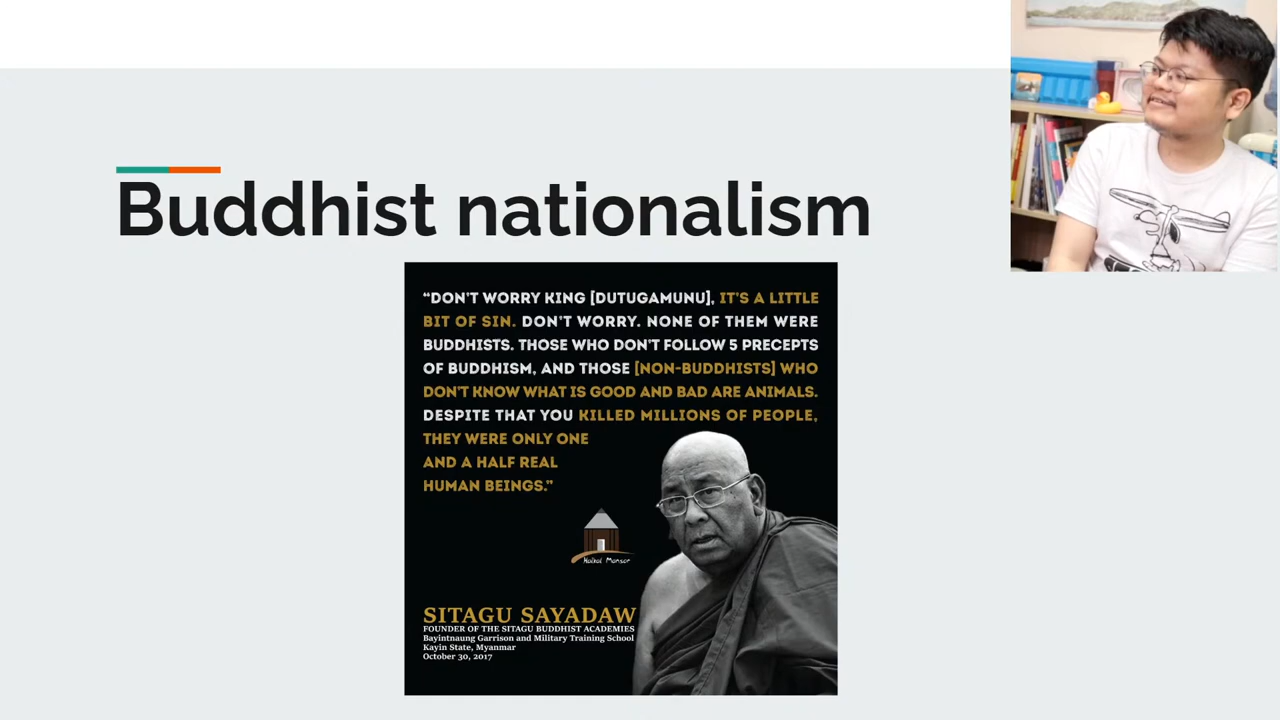 Buddhist nationalism
“DON’T WORRY KING [DUTUGAMUNU], IT’S A LITTLE
BIT OF SIN. DON’T WORRY. NONE OF THEM WERE
BUDDHISTS. THOSE WHO DON’T FOLLOW 5 PRECEPTS
OF BUDDHISM, AND THOSE [NON-BUDDHISTS] WHO
DON’T KNOW WHAT IS GOOD AND BAD ARE ANIMALS.
DESPITE THAT YOU KILLED MILLIONS OF PEOPLE,
THEY WERE ONLY ONE
AND A HALF REAL
HUMAN BEINGS.”
SITAGU SAYADAW
FOUNDER OF THE SITAGU BUDDHIST ACADEMIES
Bayintnaung Garrison and Military Training School
Kayin State, Myanmar
October 30, 2017